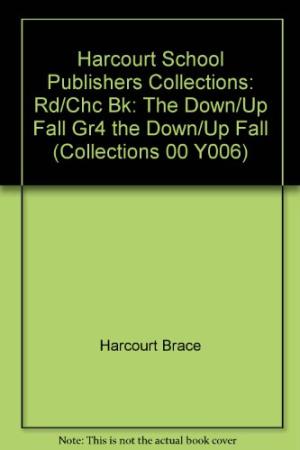 Harcourt School
Publishers Collections:
Rd/Chc Bk: The Down/Up
Fall Gr4 the Down/Up Fall
(Collections 00 Y006)
Harcourt Brace
Note: This is not the actual book cover